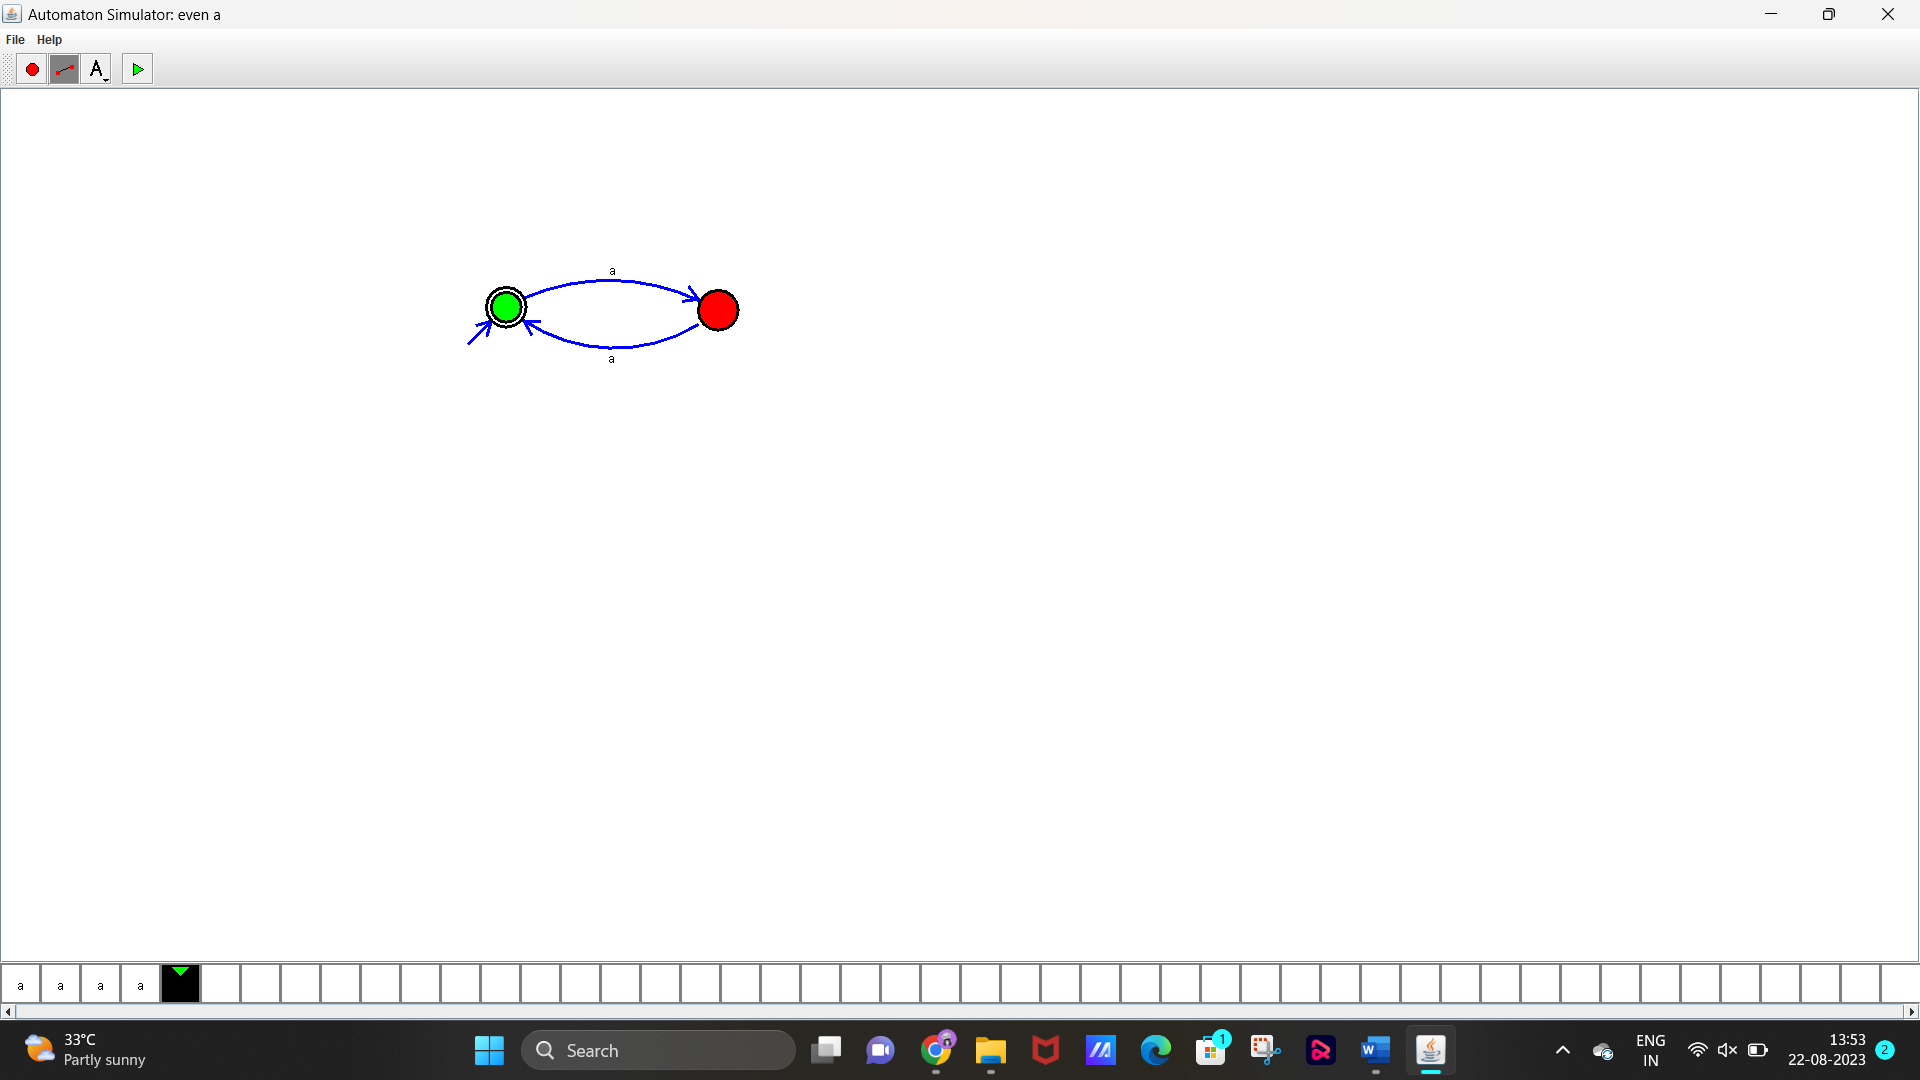 Automaton Simulator: even a
File Help
A
a
a
a a a a
33°C
Partly sunny
Search
1
ENG
IN
13:53
22-08-2023
2